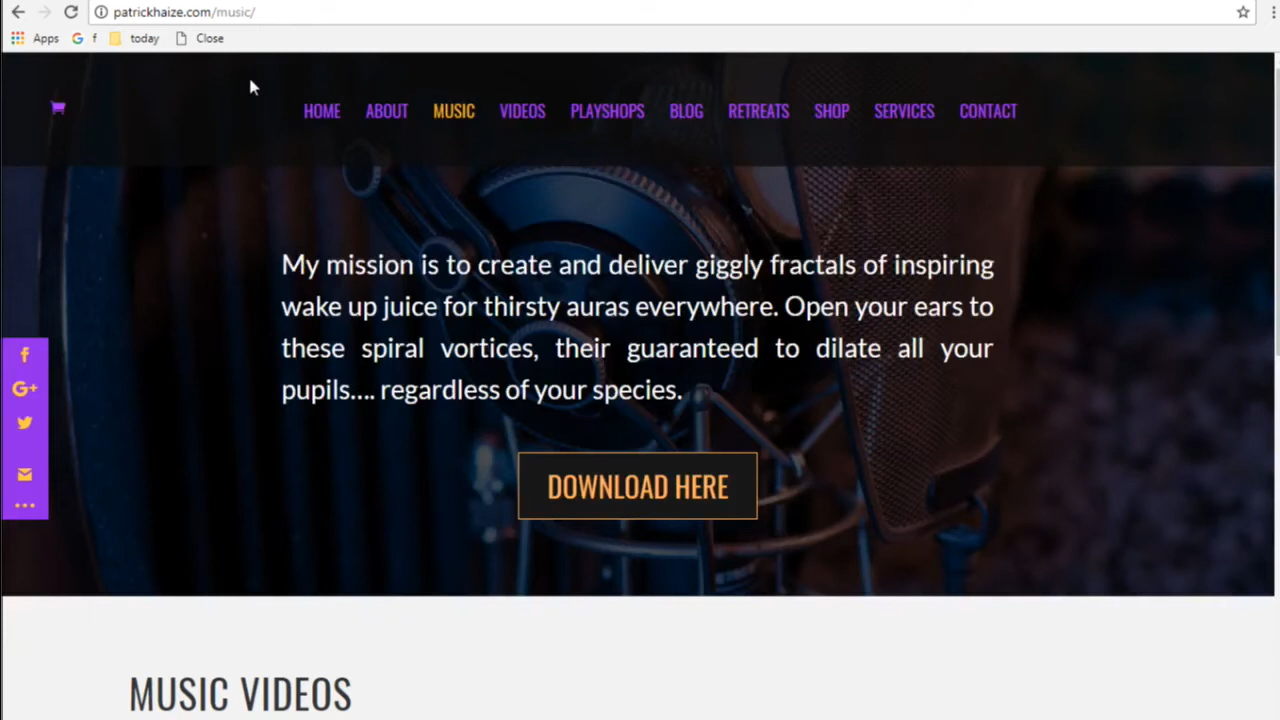 patrickhaize.com/music/
Apps G f today Close
HOME ABOUT MUSIC VIDEOS PLAYSHOPS BLOG RETREATS SHOP SERVICES CONTACT
My mission is to create and deliver giggly fractals of inspiring
wake up juice for thirsty auras everywhere. Open your ears to
these spiral vortices, their guaranteed to dilate all your
pupils.... regardless of your species.
f
G+
DOWNLOAD HERE
MUSIC VIDEOS